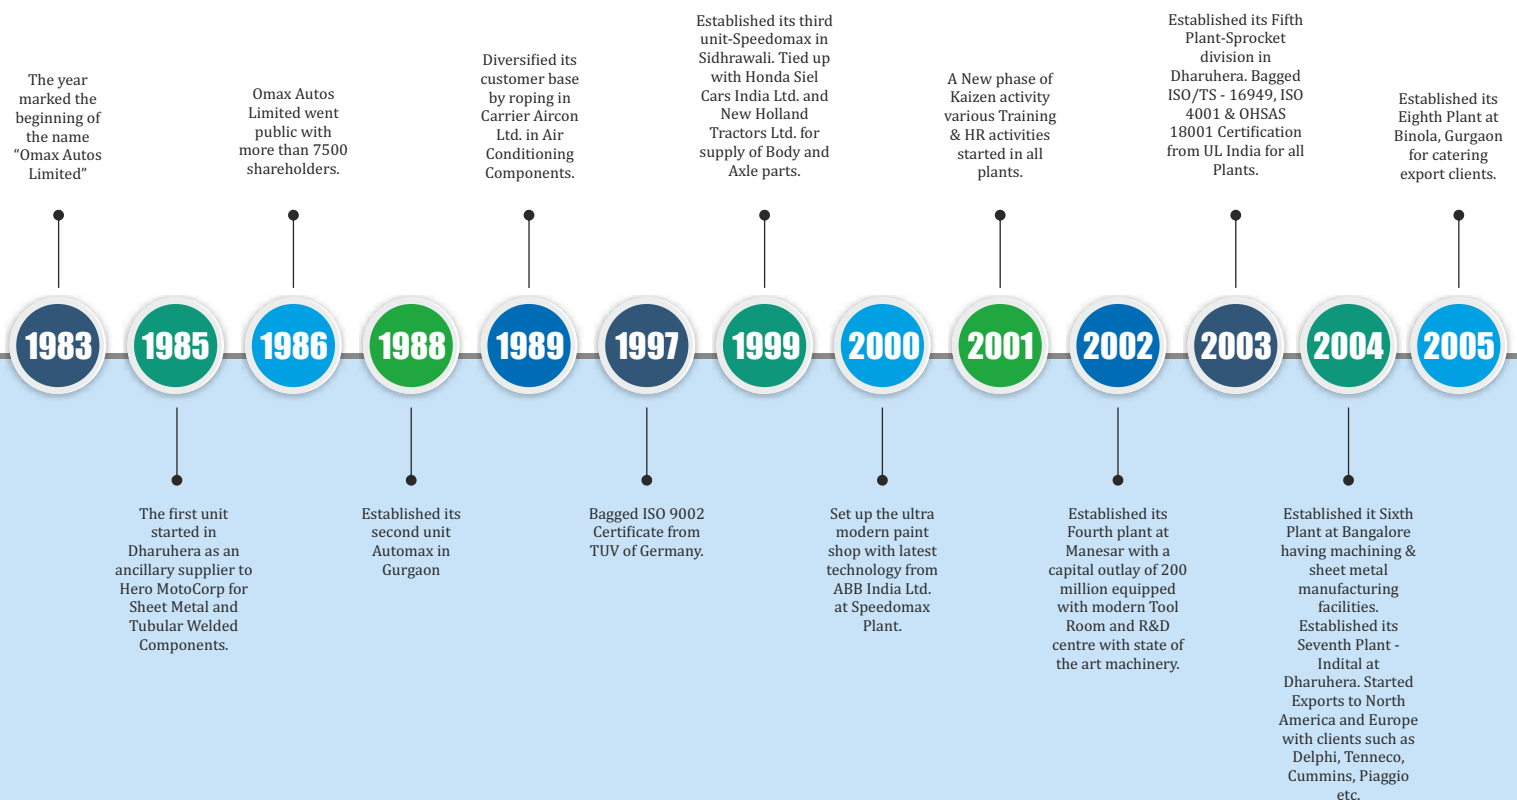 The year
marked the
beginning of
the name
“Omax Autos
Limited”
Omax Autos
Limited went
public with
more than 7500
shareholders.
Diversified its
customer base
by roping in
Carrier Aircon
Ltd. in Air
Conditioning
Components.
Established its third
unit-Speedomax in
Sidhrawali. Tied up
with Honda Siel
Cars India Ltd. and
New Holland
Tractors Ltd. for
supply of Body and
Axle parts.
A New phase of
Kaizen activity
various Training
& HR activities
started in all
plants.
Established its Fifth
Plant-Sprocket
division in
Dharuhera. Bagged
ISO/TS - 16949, ISO
4001 & OHSAS
18001 Certification
from UL India for all
Plants.
Established its
Eighth Plant at
Binola, Gurgaon
for catering
export clients.
1983
1985
1986
1988
1989
1997
1999
2000
2001
2002
2003
2004
2005
The first unit
started in
Dharuhera as an
ancillary supplier to
Hero MotoCorp for
Sheet Metal and
Tubular Welded
Components.
Established its
second unit
Automax in
Gurgaon
Bagged ISO 9002
Certificate from
TUV of Germany.
Set up the ultra
modern paint
shop with latest
technology from
ABB India Ltd.
at Speedomax
Plant.
Established its
Fourth plant at
Manesar with a
capital outlay of 200
million equipped
with modern Tool
Room and R&D
centre with state of
the art machinery.
Established it Sixth
Plant at Bangalore
having machining &
sheet metal
manufacturing
facilities.
Established its
Seventh Plant -
Indital at
Dharuhera. Started
Exports to North
America and Europe
with clients such as
Delphi, Tenneco,
Cummins, Piaggio
etc.